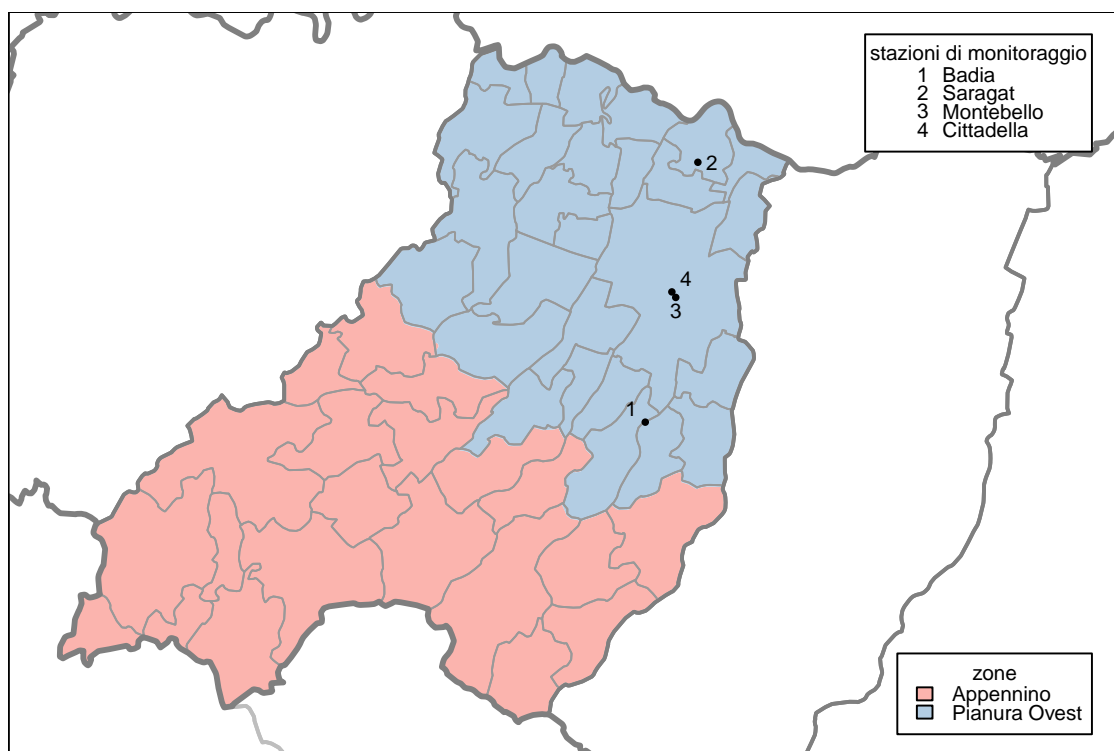 stazioni di monitoraggio
1 Badia
2 Saragat
3 Montebello
4 Cittadella
2
4
3
1
zone
Appennino
Pianura Ovest